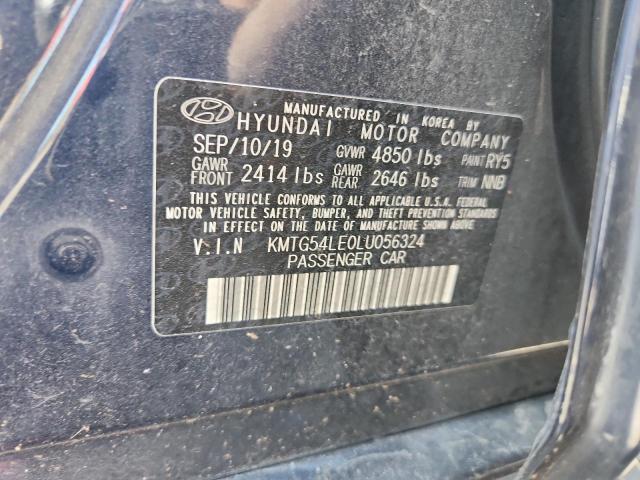 MANUFACTURED IN KOREA BY
HYUNDAI MOTOR COMPANY
SEP/10/19 GVWR 4850 lbs PAINT RY5
GAWR FRONT 2414 lbs GAWR REAR 2646 lbs TRIM NNB
THIS VEHICLE CONFORMS TO ALL APPLICABLE U.S.A. FEDERAL
MOTOR VEHICLE SAFETY, BUMPER, AND THEFT PREVENTION STANDARDS
IN EFFECT ON THE DATE OF MANUFACTURE SHOWN ABOVE.
V.I.N KMTG54LE0LU056324
PASSENGER CAR